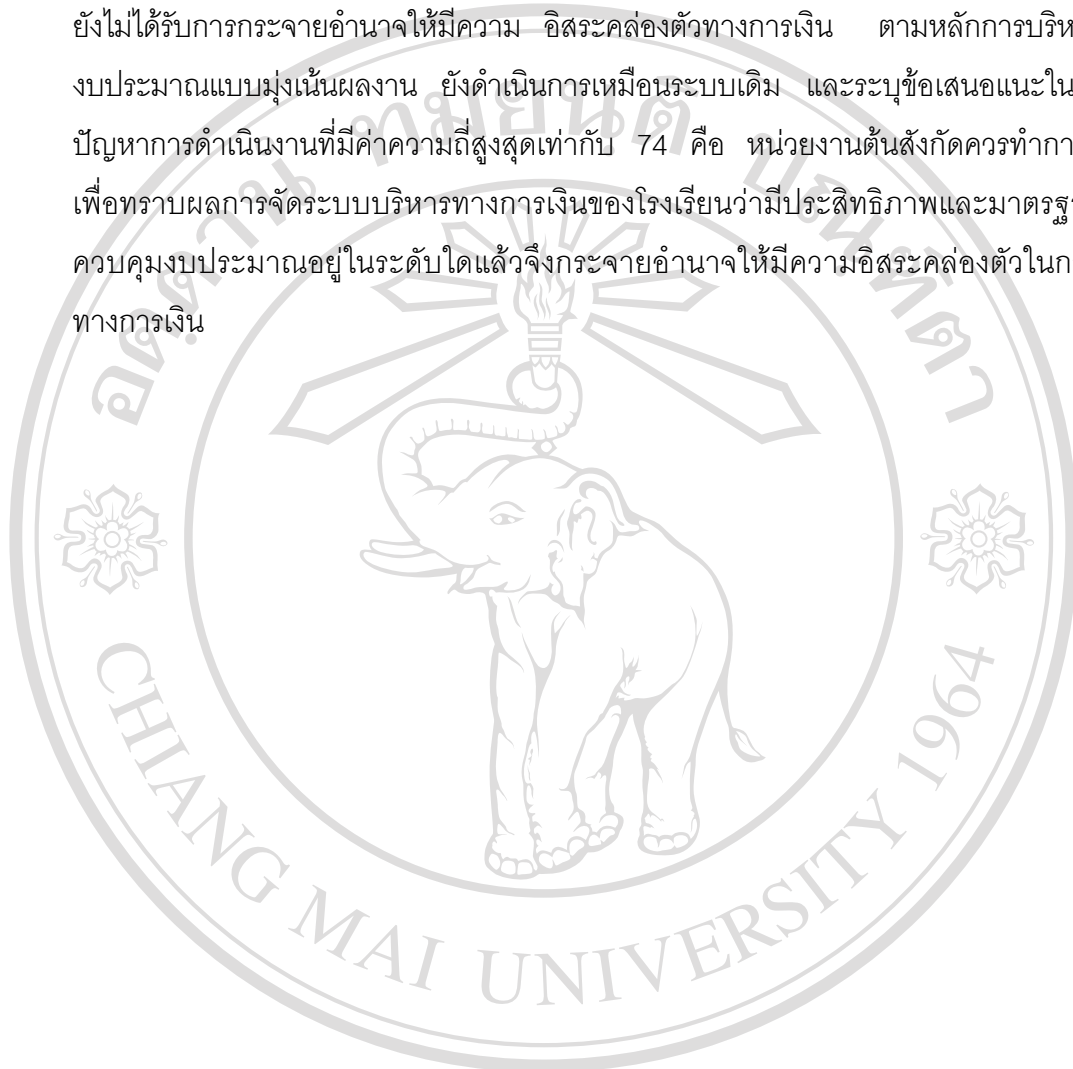 ยังไม่ได้รับการกระจายอำนาจให้มีความ อิสระคล่องตัวทางการเงิน ตามหลักการบริห
งบประมาณแบบมุ่งเน้นผลงาน ยังดำเนินการเหมือนระบบเดิม และระบุข้อเสนอแนะใน
ปัญหาการดำเนินงานที่มีค่าความถี่สูงสุดเท่ากับ 74 คือ หน่วยงานต้นสังกัดควรทำกา
เพื่อทราบผลการจัดระบบบริหารทางการเงินของโรงเรียนว่ามีประสิทธิภาพและมาตรฐ
ควบคุมงบประมาณอยู่ในระดับใดแล้วจึงกระจายอำนาจให้มีความอิสระคล่องตัวในก
ทางการเงิน
อตฺตานํ ทมยนฺติ ปณฺฑิตา
CHIANG MAI UNIVERSITY 1964